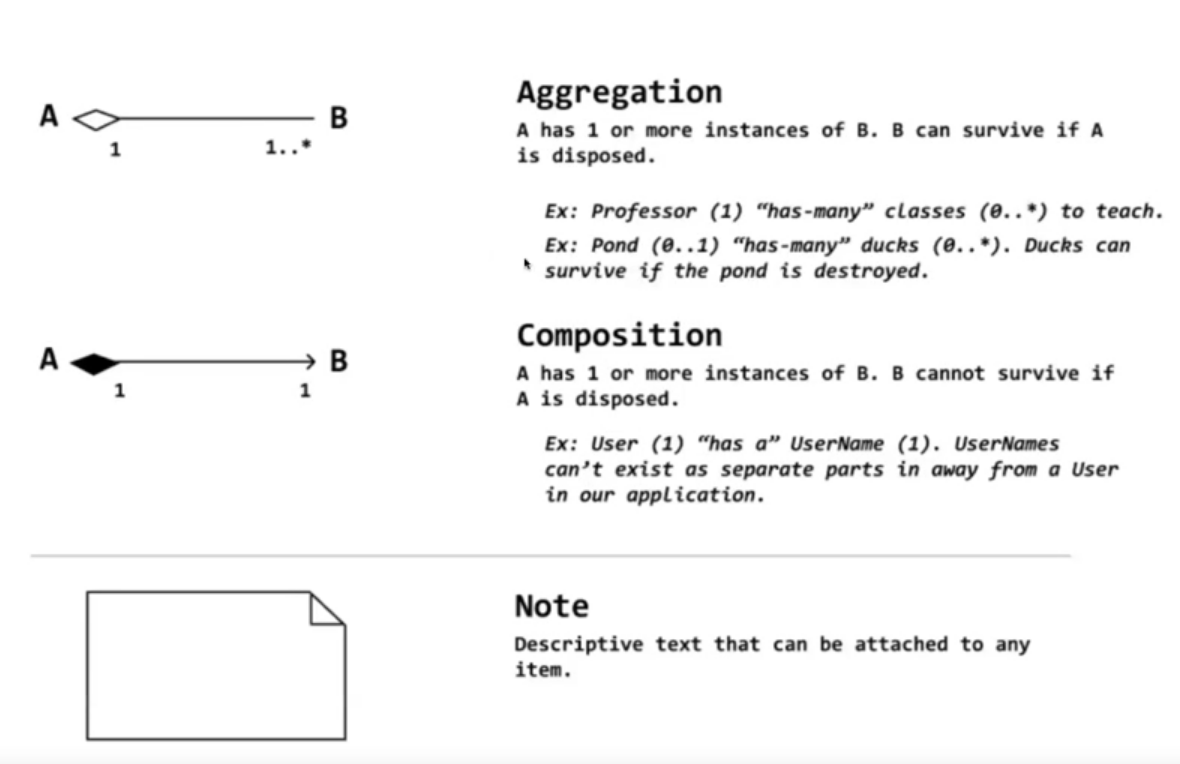 Aggregation
A B
A has 1 or more instances of B. B can survive if A
is disposed.
1 1..*
Ex: Professor (1) “has-many” classes (0..*) to teach.
Ex: Pond (0..1) “has-many” ducks (0..*). Ducks can
survive if the pond is destroyed.
Composition
A B
A has 1 or more instances of B. B cannot survive if
A is disposed.
1 1
Ex: User (1) “has a” UserName (1). UserNames
can’t exist as separate parts in away from a User
in our application.
Note
Descriptive text that can be attached to any
item.